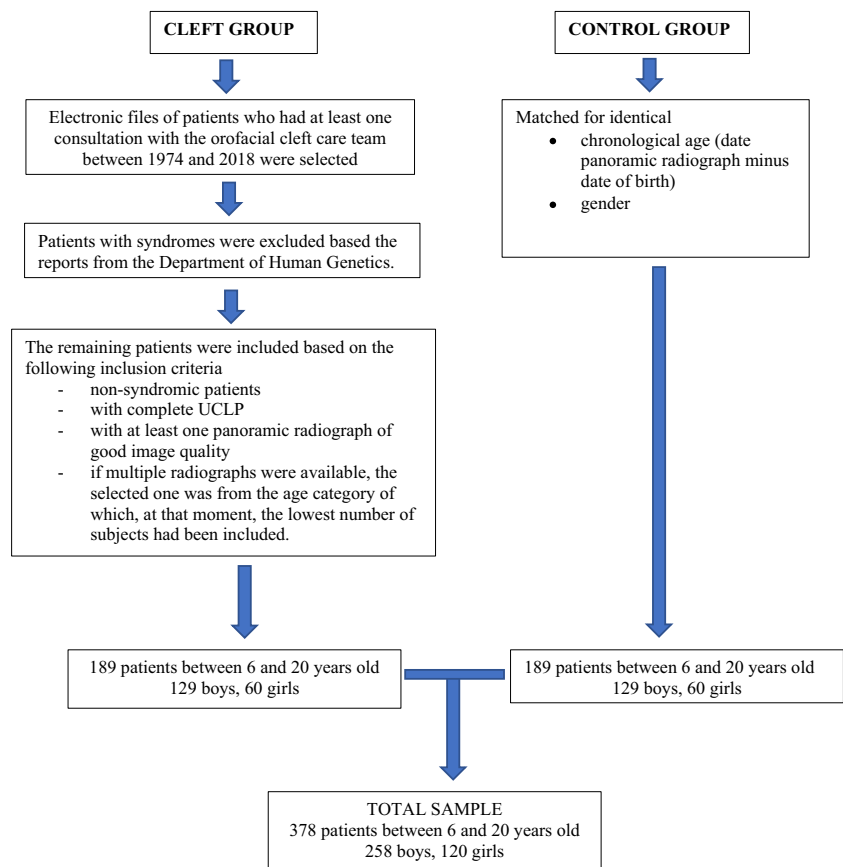 CLEFT GROUP
Electronic files of patients who had at least one
consultation with the orofacial cleft care team
between 1974 and 2018 were selected
Patients with syndromes were excluded based the
reports from the Department of Human Genetics.
The remaining patients were included based on the
following inclusion criteria
- non-syndromic patients
- with complete UCLP
- with at least one panoramic radiograph of
good image quality
- if multiple radiographs were available, the
selected one was from the age category of
which, at that moment, the lowest number of
subjects had been included.
189 patients between 6 and 20 years old
129 boys, 60 girls
CONTROL GROUP
Matched for identical
• chronological age (date
panoramic radiograph minus
date of birth)
• gender
189 patients between 6 and 20 years old
129 boys, 60 girls
TOTAL SAMPLE
378 patients between 6 and 20 years old
258 boys, 120 girls